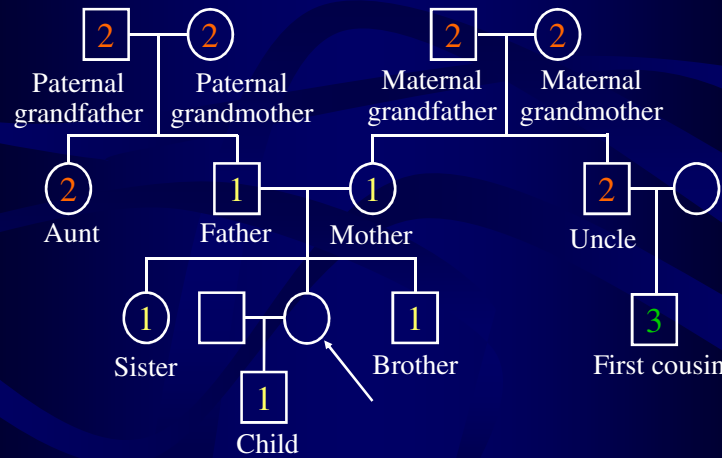 2 2 2 2
Paternal grandfather
Paternal grandmother
Maternal grandfather
Maternal grandmother
2 1 1 2
Aunt Father Mother Uncle
1 1 3
Sister Brother First cousin
1
Child